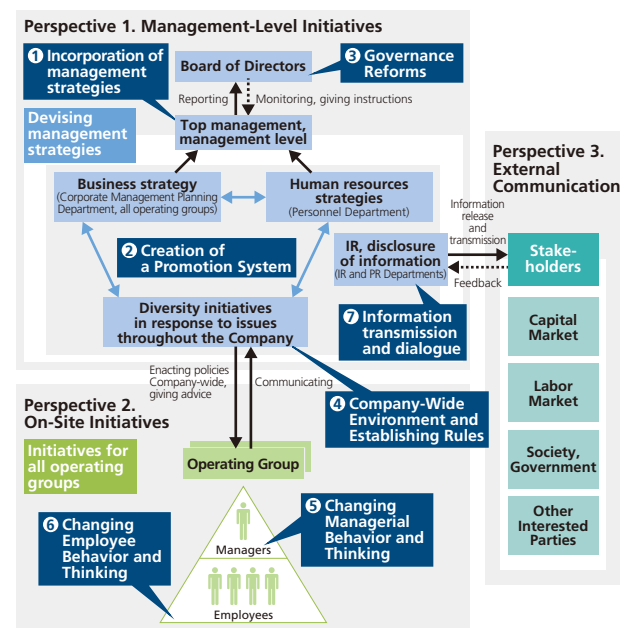 Perspective 1. Management-Level Initiatives
❶ Incorporation of
management
strategies
Board of Directors
❸ Governance
Reforms
Reporting
Monitoring, giving instructions
Devising
management
strategies
Top management,
management level
Business strategy
(Corporate Management Planning
Department, all operating groups)
Human resources
strategies
(Personnel Department)
❷ Creation of
a Promotion System
IR, disclosure
of information
(IR and PR Departments)
Diversity initiatives
in response to issues
throughout the Company
❼ Information
transmission
and dialogue
Enacting policies
Company-wide,
giving advice
Communicating
❹ Company-Wide
Environment and
Establishing Rules
Perspective 2.
On-Site Initiatives
Initiatives for
all operating
groups
Operating Group
❺ Changing
Managerial
Behavior and
Thinking
❻ Changing
Employee
Behavior and
Thinking
Managers
Employees
Perspective 3.
External
Communication
Information
release
and
transmission
Feedback
Stake-
holders
Capital
Market
Labor
Market
Society,
Government
Other
Interested
Parties